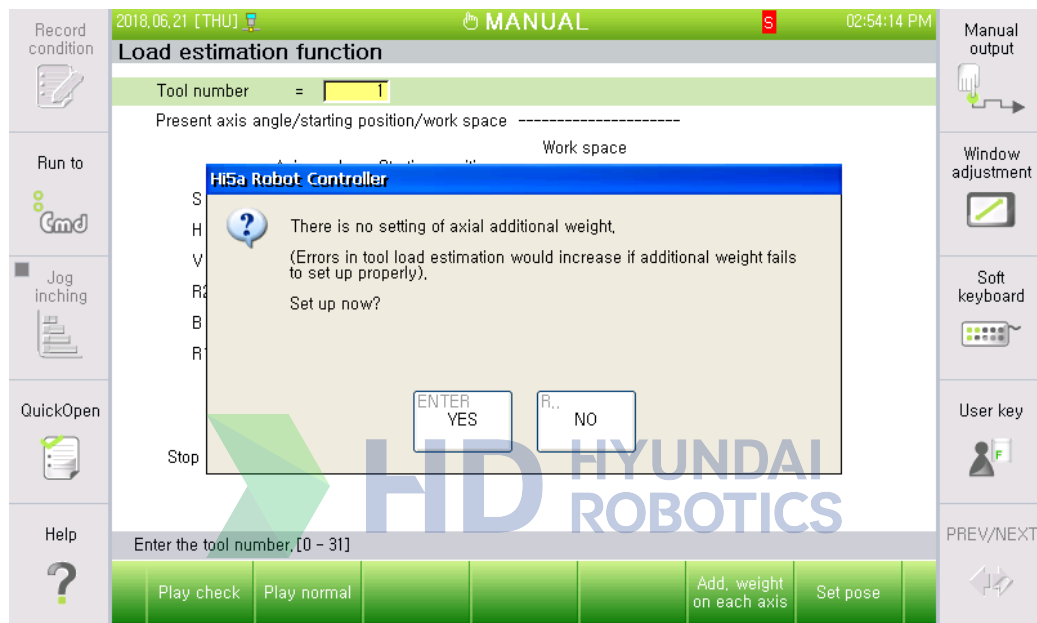 Record
condition
Run to
Cmd
Jog
inching
QuickOpen
Help
2018,06,21 [THU]
MANUAL
S
02:54:14 PM
Load estimation function
Tool number = 1
Present axis angle/starting position/work space ---------------------
Work space
S
H
V
R2
B
R1
Stop
Hi5a Robot Controller
There is no setting of axial additional weight,
(Errors in tool load estimation would increase if additional weight fails
to set up properly),
Set up now?
ENTER
YES
R,,
NO
HD HYUNDAI
ROBOTICS
Enter the tool number,[0 - 31]
Play check
Play normal
Add, weight
on each axis
Set pose
Manual
output
Window
adjustment
Soft
keyboard
User key
F
PREV/NEXT